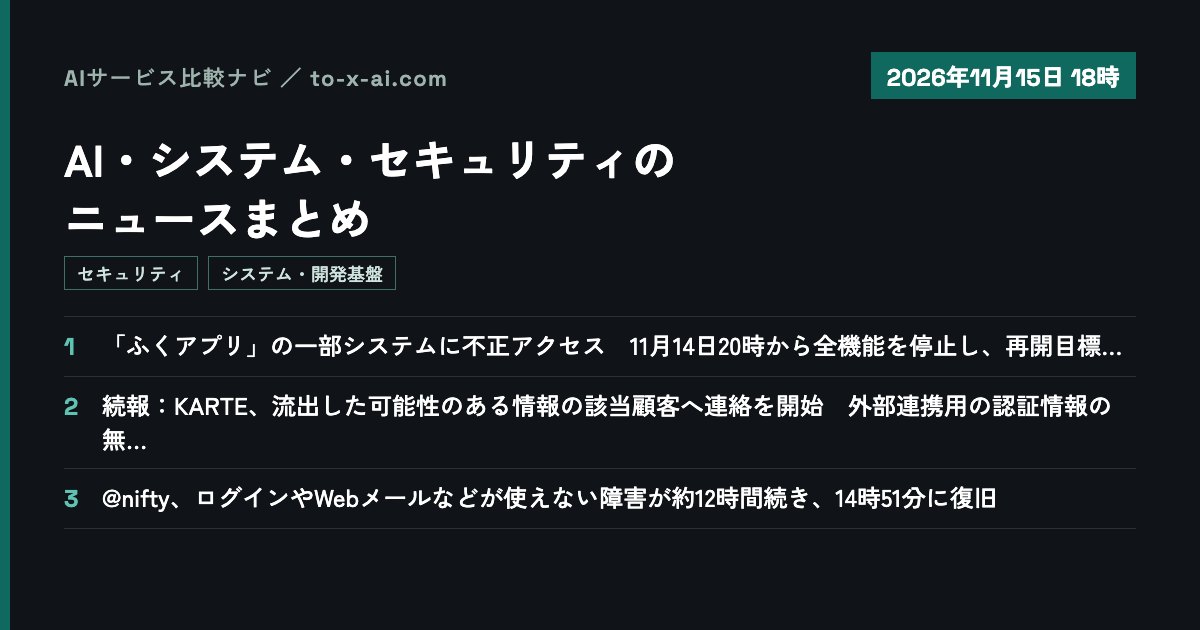 AIサービス比較ナビ ／ to-x-ai.com
2026年11月15日 18時
AI・システム・セキュリティの
ニュースまとめ
セキュリティ
システム・開発基盤
1 「ふくアプリ」の一部システムに不正アクセス　11月14日20時から全機能を停止し、再開目標…
2 続報：KARTE、流出した可能性のある情報の該当顧客へ連絡を開始　外部連携用の認証情報の
無…
3 @nifty、ログインやWebメールなどが使えない障害が約12時間続き、14時51分に復旧